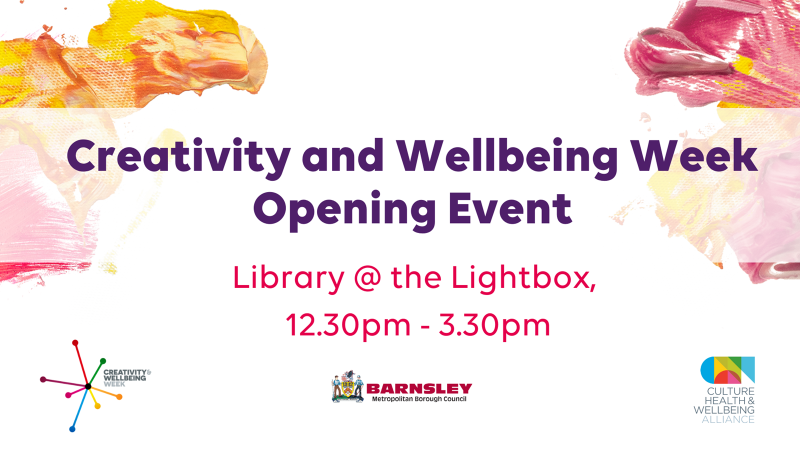 Creativity and Wellbeing Week
Opening Event
Library @ the Lightbox,
12.30pm - 3.30pm
CREATIVITY&
WELLBEING
WEEK
BARNSLEY
Metropolitan Borough Council
CULTURE
HEALTH &
WELLBEING
ALLIANCE